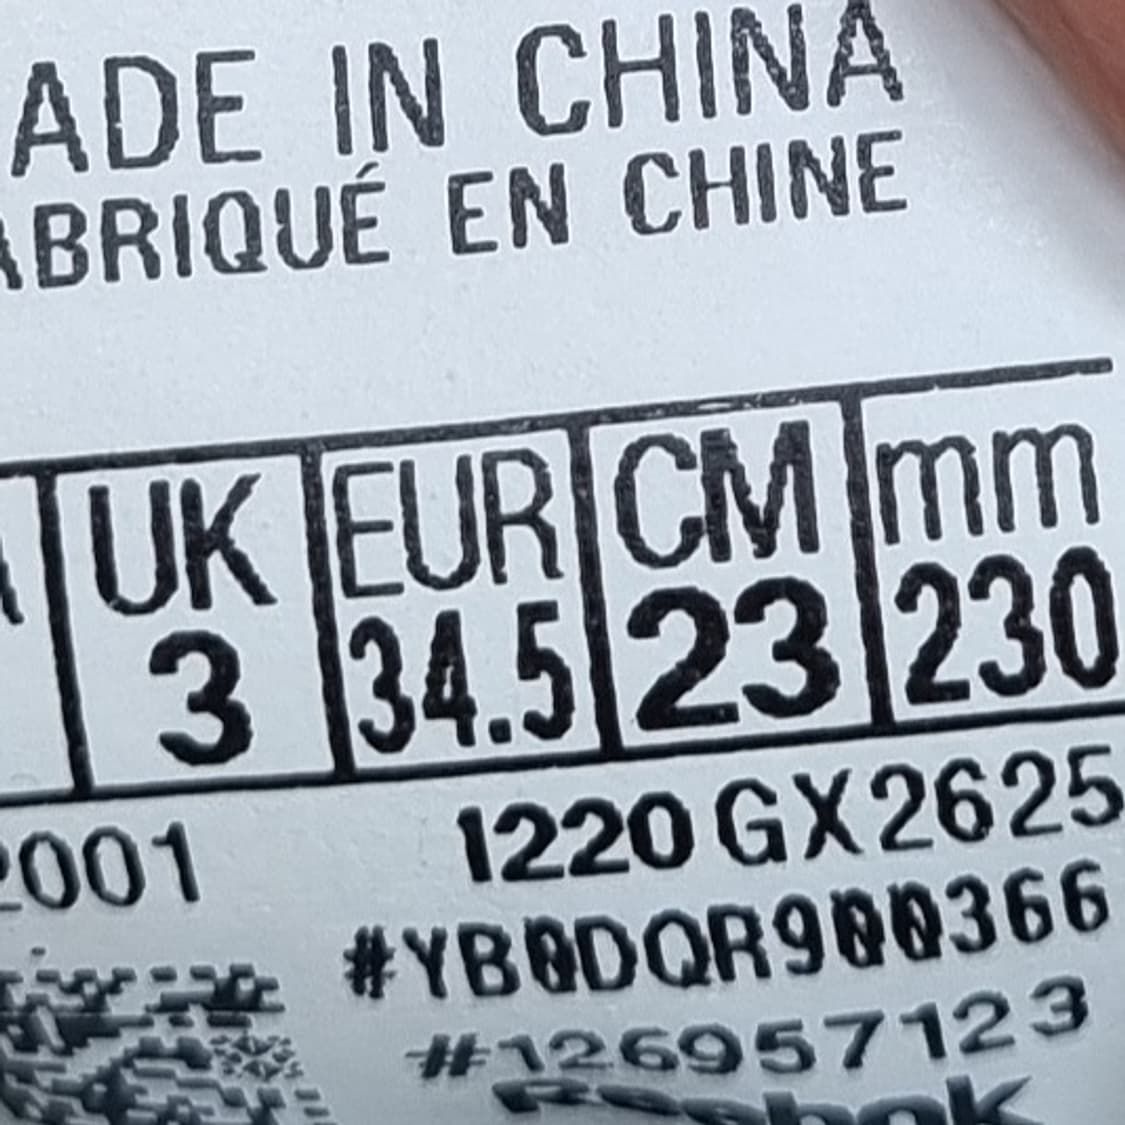 ADE IN CHINA
ABRIQUÉ EN CHINE
UK EUR CM mm
3 34.5 23 230
2001 1220 GX2625
#YB0DQR900366
#126957123
Reebok